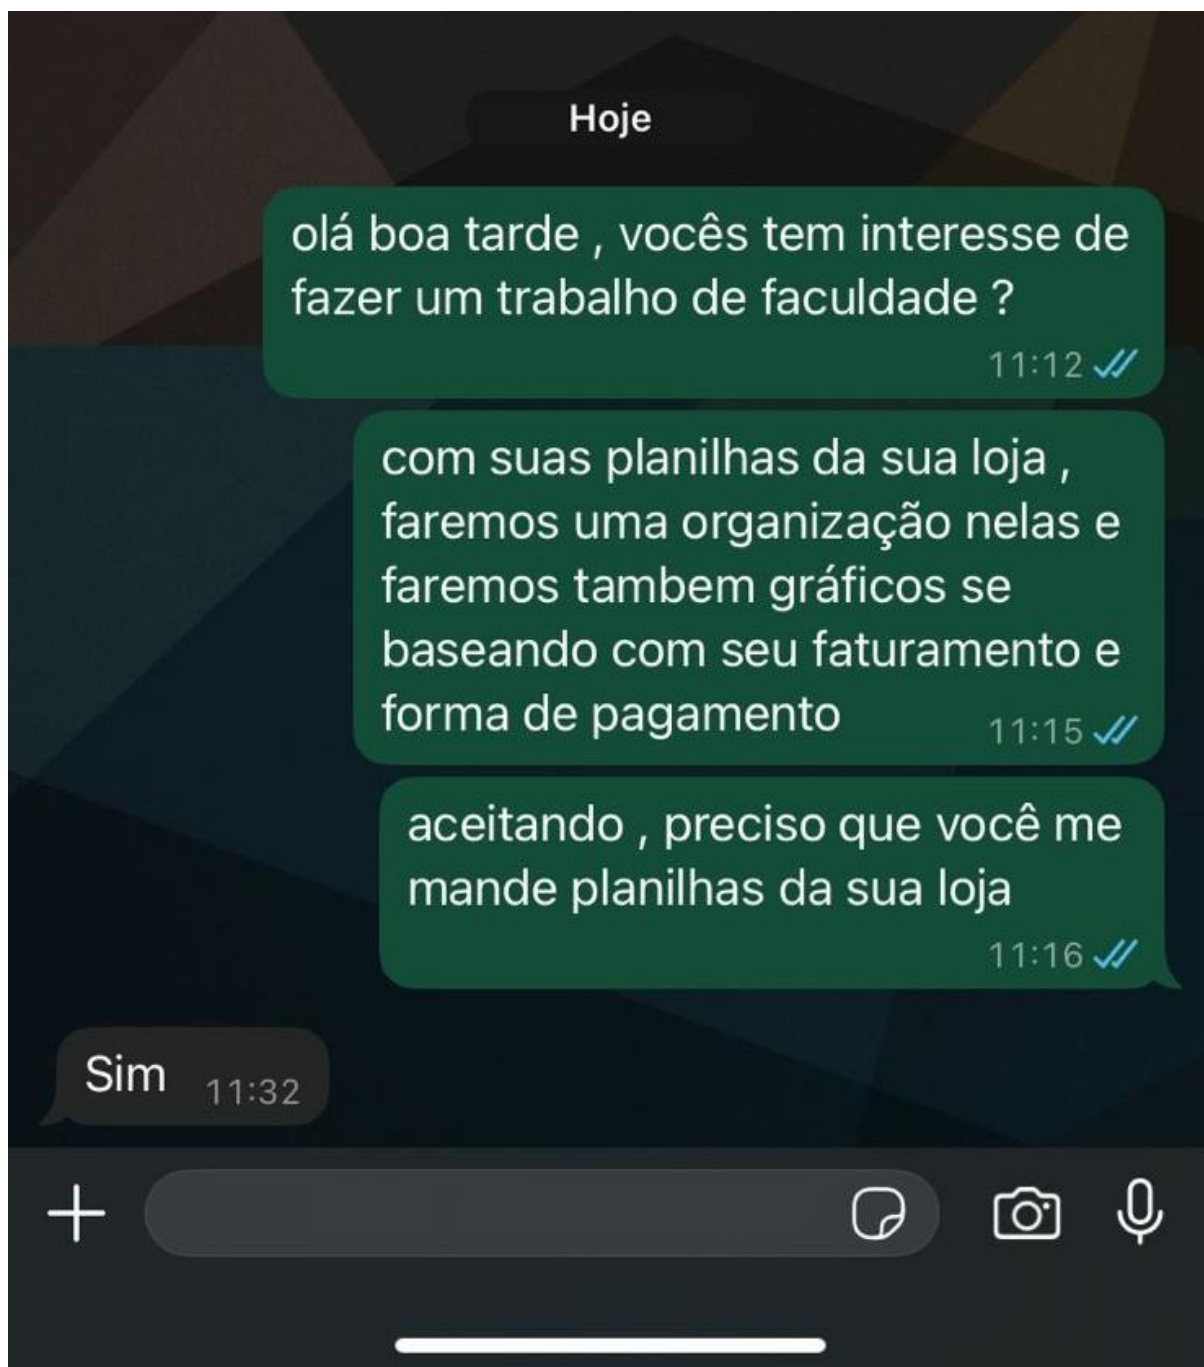 Hoje
olá boa tarde , vocês tem interesse de
fazer um trabalho de faculdade ?
11:12
com suas planilhas da sua loja ,
faremos uma organização nelas e
faremos tambem gráficos se
baseando com seu faturamento e
forma de pagamento 11:15
aceitando , preciso que você me
mande planilhas da sua loja
11:16
Sim 11:32